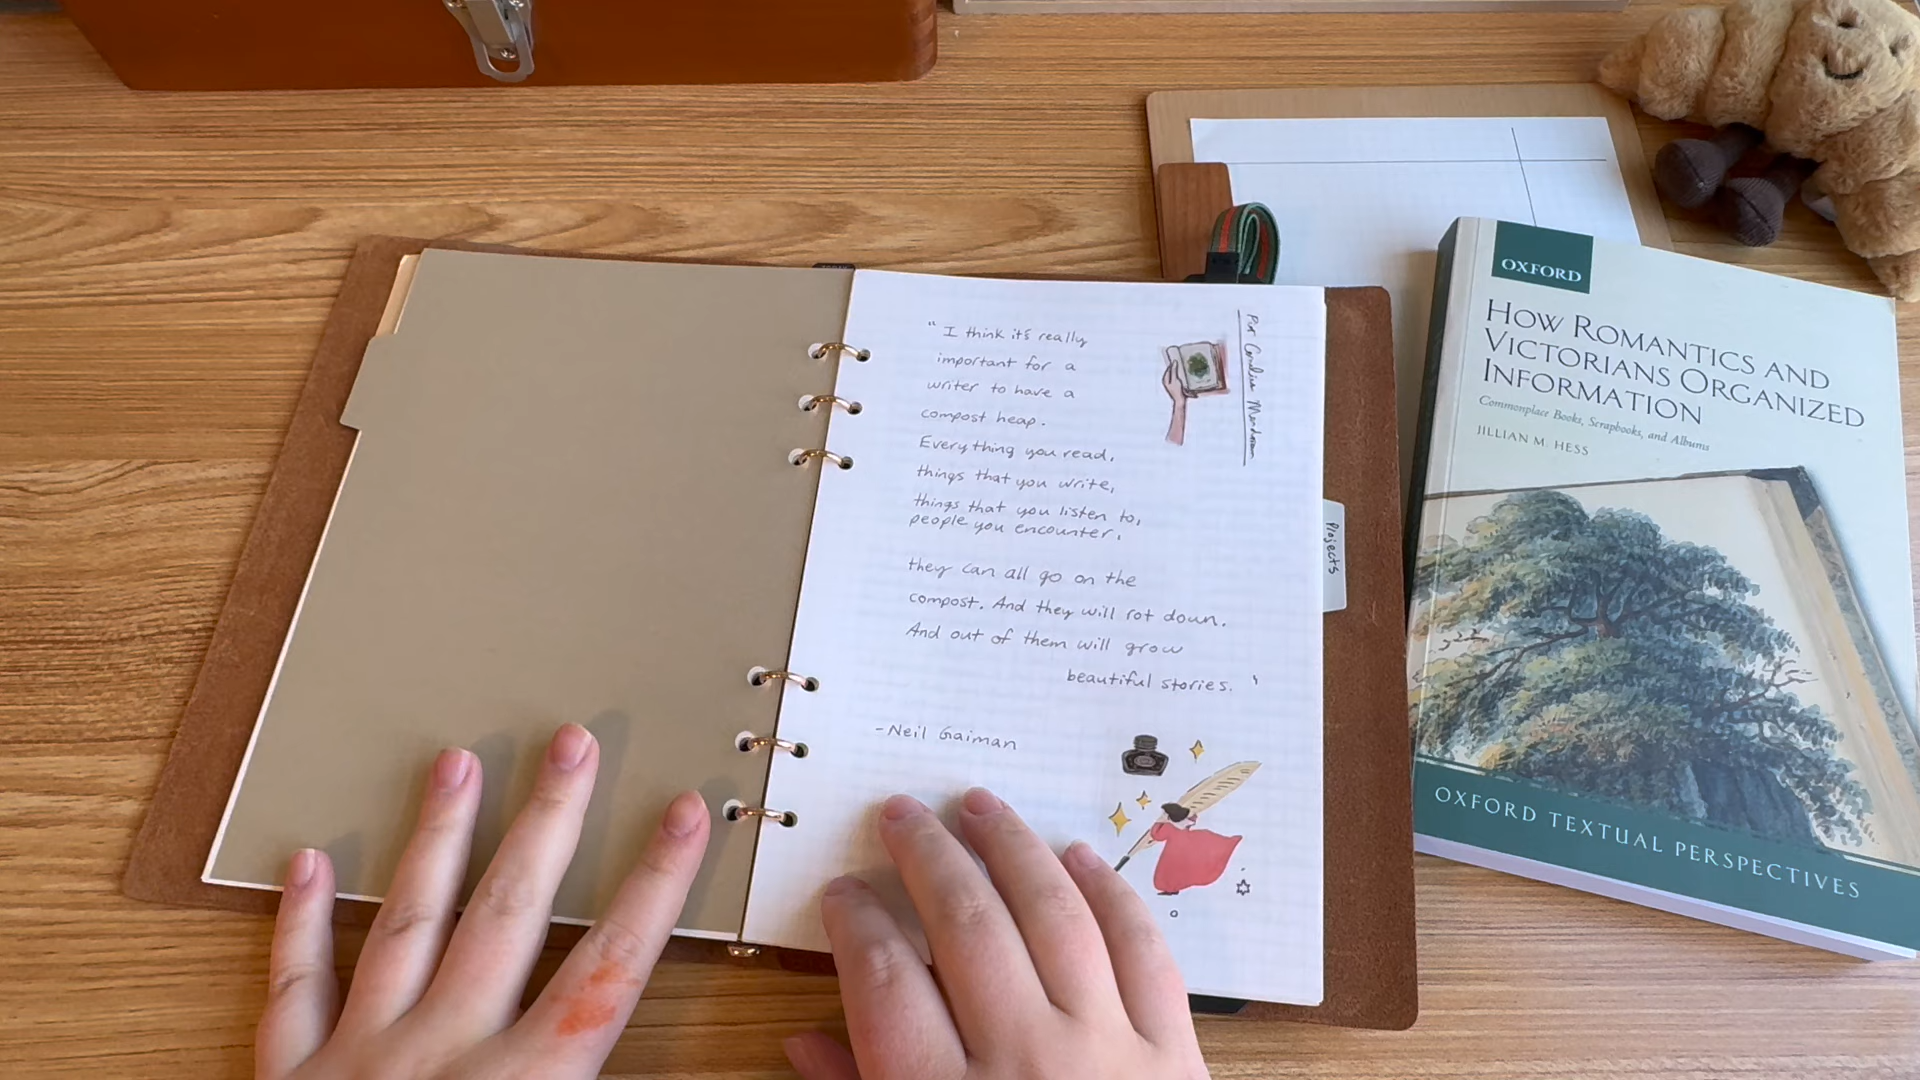 " I think it's really
important for a
writer to have a
compost heap.
Everything you read,
things that you write,
things that you listen to,
people you encounter,
they can all go on the
compost. And they will rot down.
And out of them will grow
beautiful stories. "
-Neil Gaiman
Projects
OXFORD
HOW ROMANTICS AND
VICTORIANS ORGANIZED
INFORMATION
Commonplace Books, Scrapbooks, and Albums
JILLIAN M. HESS
OXFORD TEXTUAL PERSPECTIVES